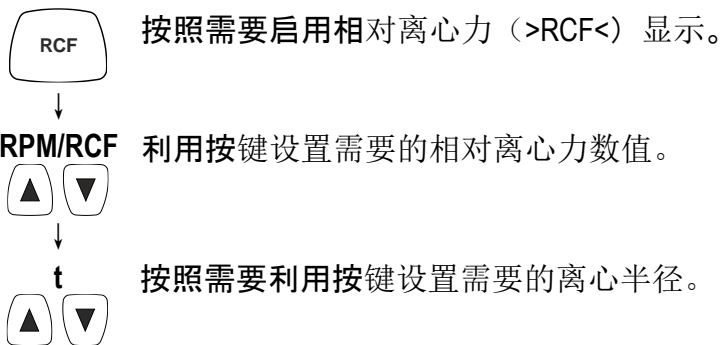 RCF 按照需要启用相对离心力（>RCF<）显示。
↓
RPM/RCF 利用按键设置需要的相对离心力数值。
▲ ▼
↓
t 按照需要利用按键设置需要的离心半径。
▲ ▼